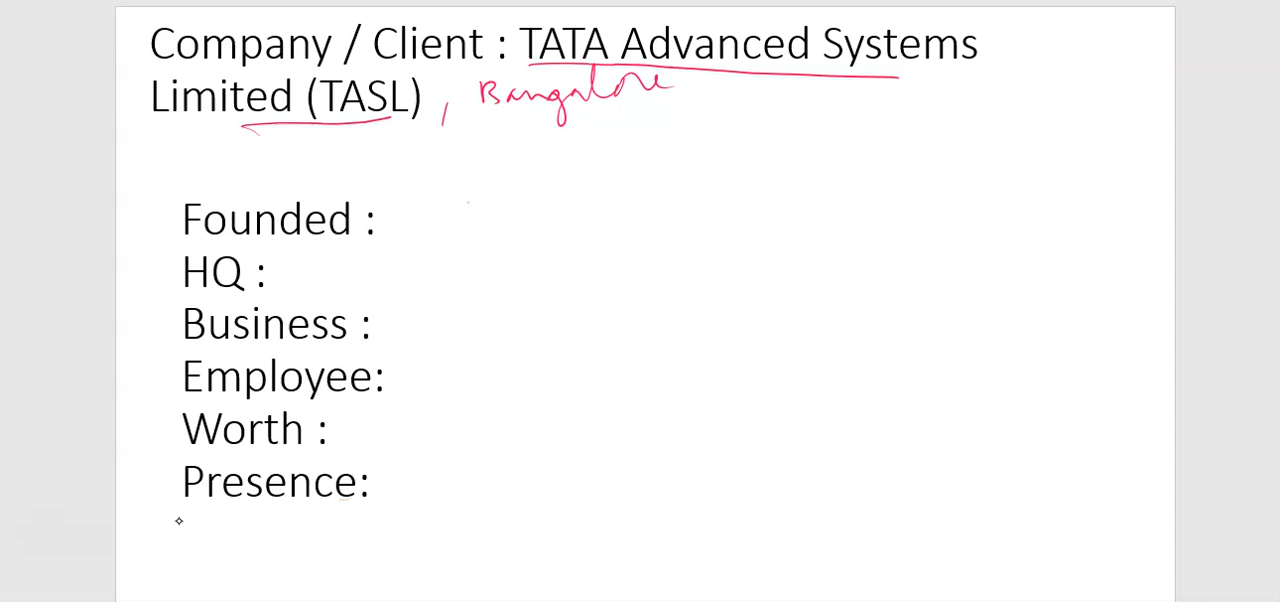 Company / Client : TATA Advanced Systems
Limited (TASL) , Bangalore
Founded :
HQ :
Business :
Employee:
Worth :
Presence: